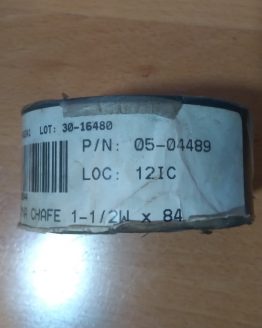 LOT: 30-16480
P/N: 05-04489
LOC: 12IC
CHAFE 1-1/2W x 84